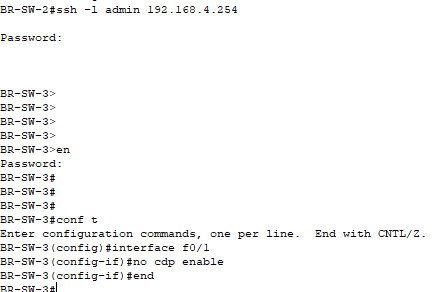 BR-SW-2#ssh -l admin 192.168.4.254
Password:
BR-SW-3>
BR-SW-3>
BR-SW-3>
BR-SW-3>
BR-SW-3>en
Password:
BR-SW-3#
BR-SW-3#
BR-SW-3#
BR-SW-3#conf t
Enter configuration commands, one per line.  End with CNTL/Z.
BR-SW-3(config)#interface f0/1
BR-SW-3(config-if)#no cdp enable
BR-SW-3(config-if)#end
BR-SW-3#